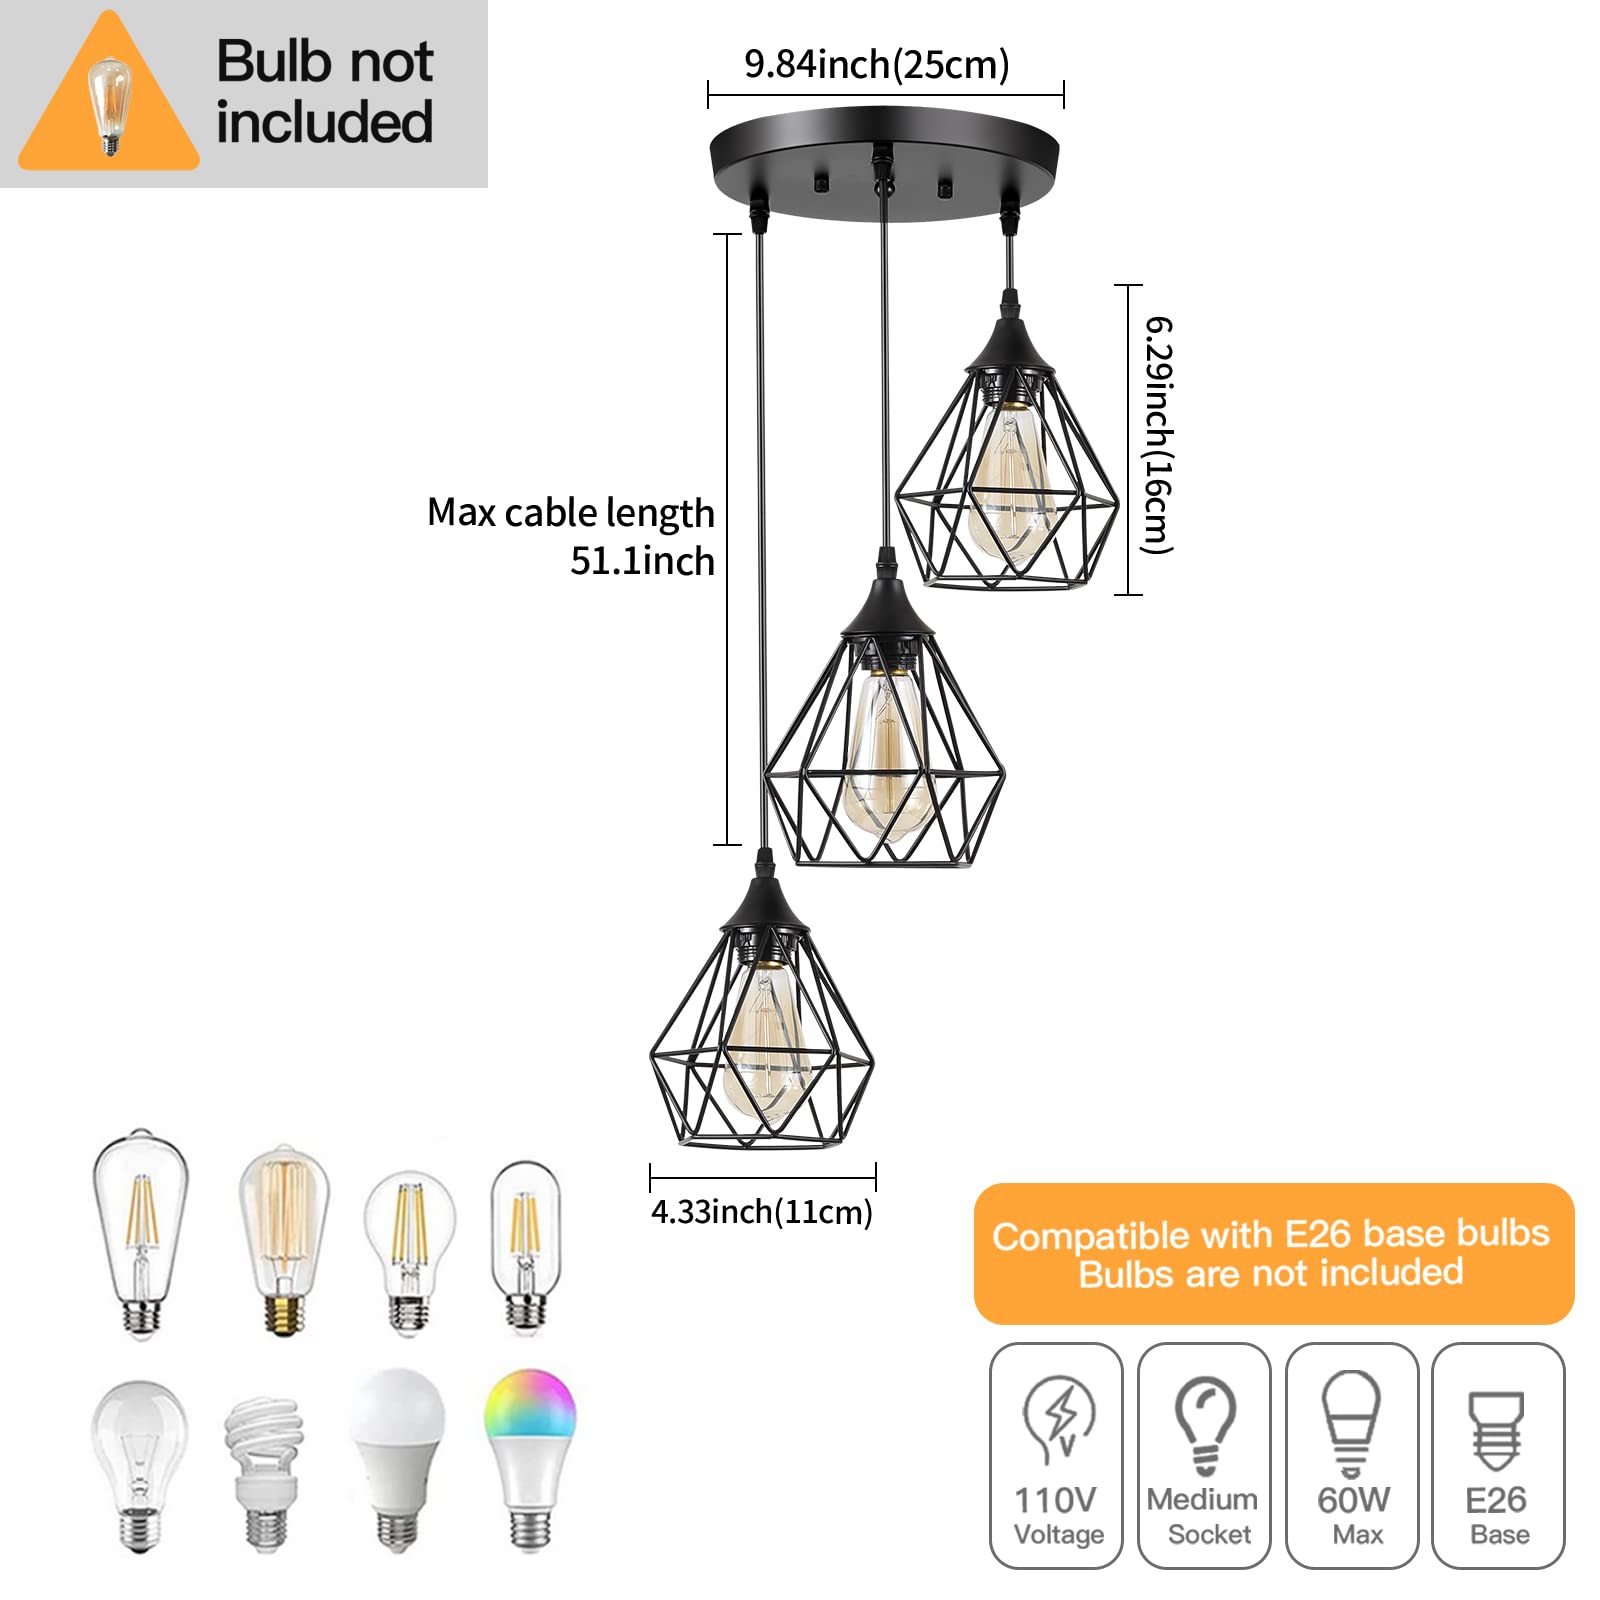 Bulb not
included
9.84inch(25cm)
6.29inch(16cm)
Max cable length
51.1inch
4.33inch(11cm)
Compatible with E26 base bulbs
Bulbs are not included
V
110V
Voltage
Medium
Socket
60W
Max
E26
Base